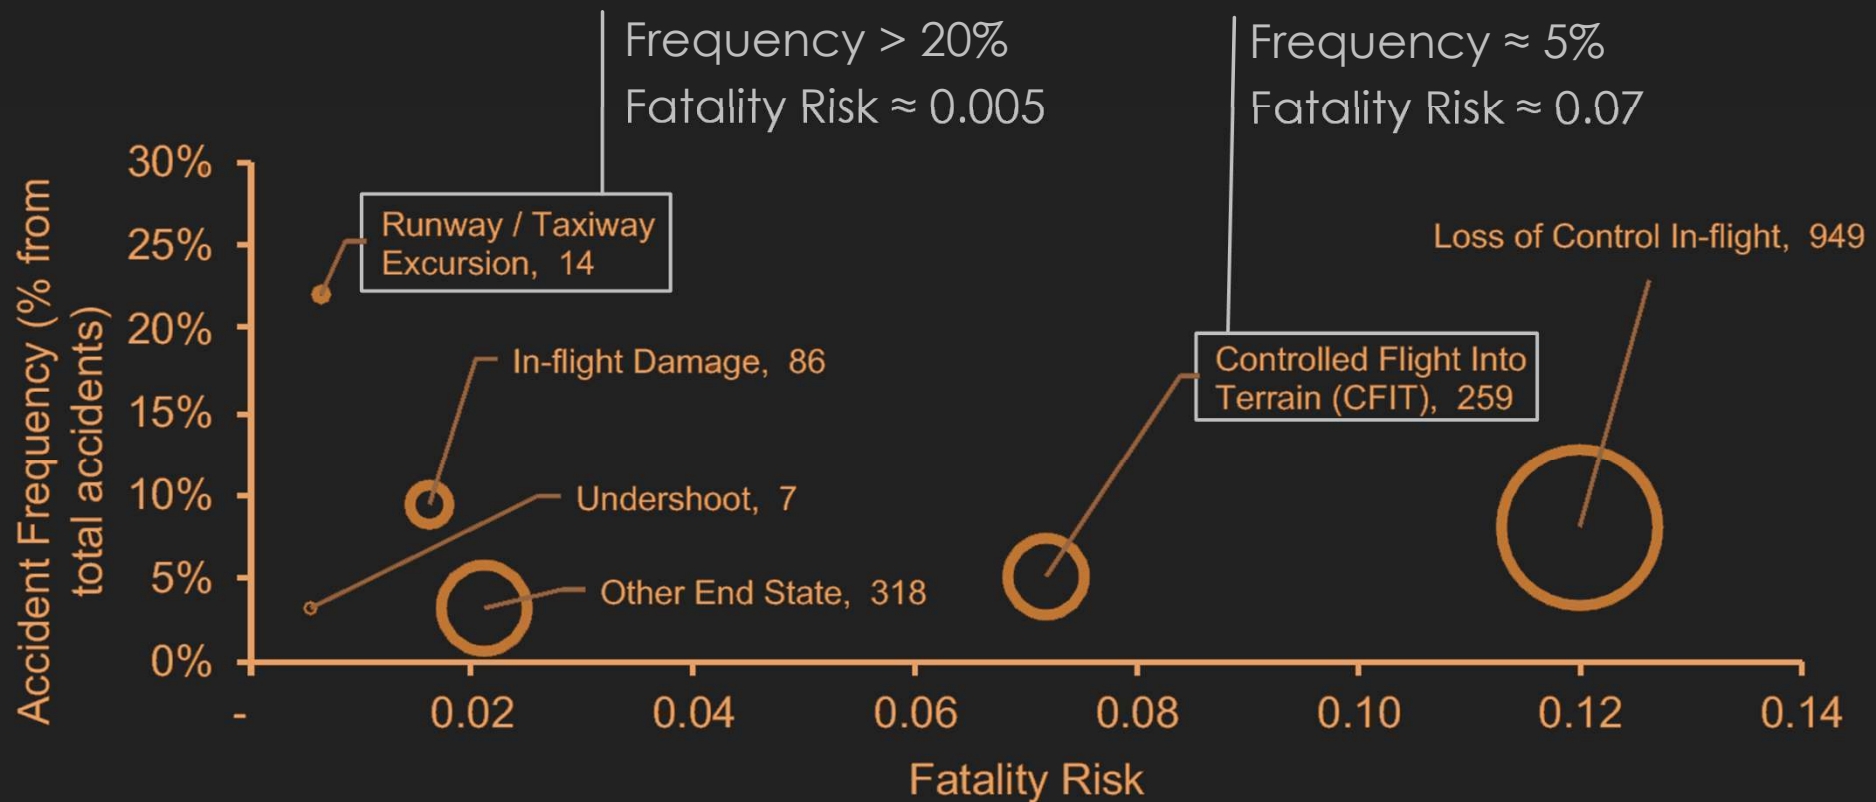 Frequency > 20%
Fatality Risk ≈ 0.005
Frequency ≈ 5%
Fatality Risk ≈ 0.07
Accident Frequency (% from
total accidents)
30%
25%
20%
15%
10%
5%
0%
Runway / Taxiway
Excursion, 14
In-flight Damage, 86
Undershoot, 7
Other End State, 318
Controlled Flight Into
Terrain (CFIT), 259
Loss of Control In-flight, 949
- 0.02 0.04 0.06 0.08 0.10 0.12 0.14
Fatality Risk